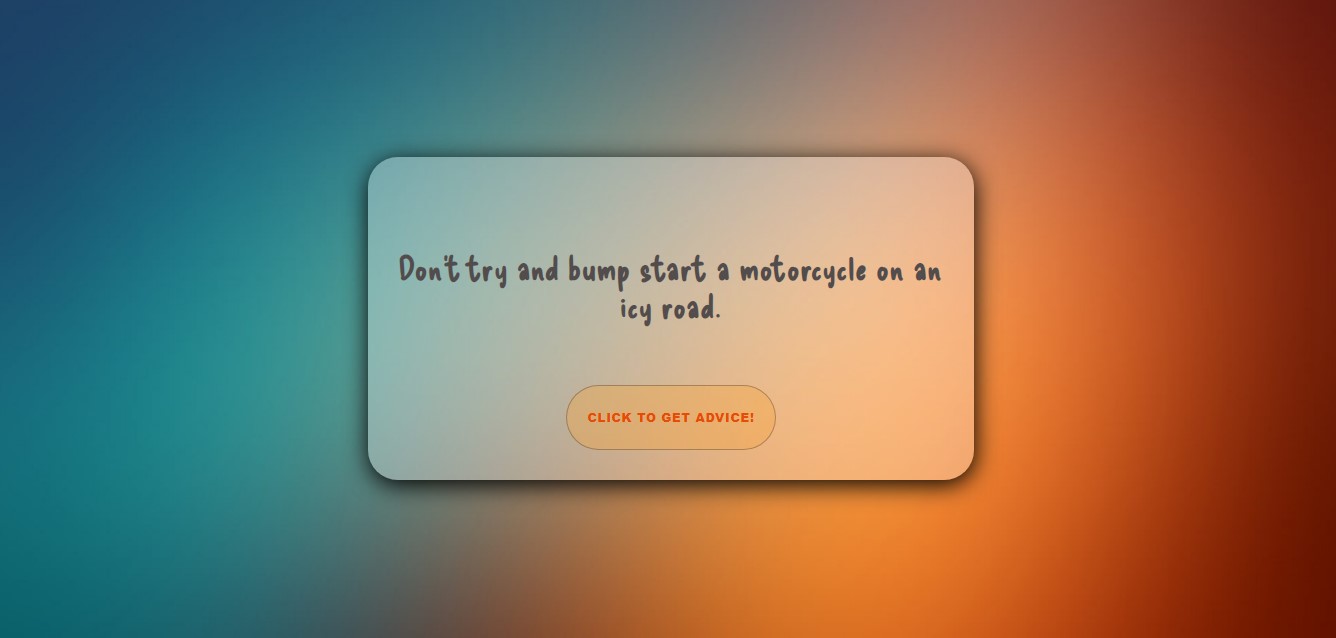 Don't try and bump start a motorcycle on an
icy road.
CLICK TO GET ADVICE!